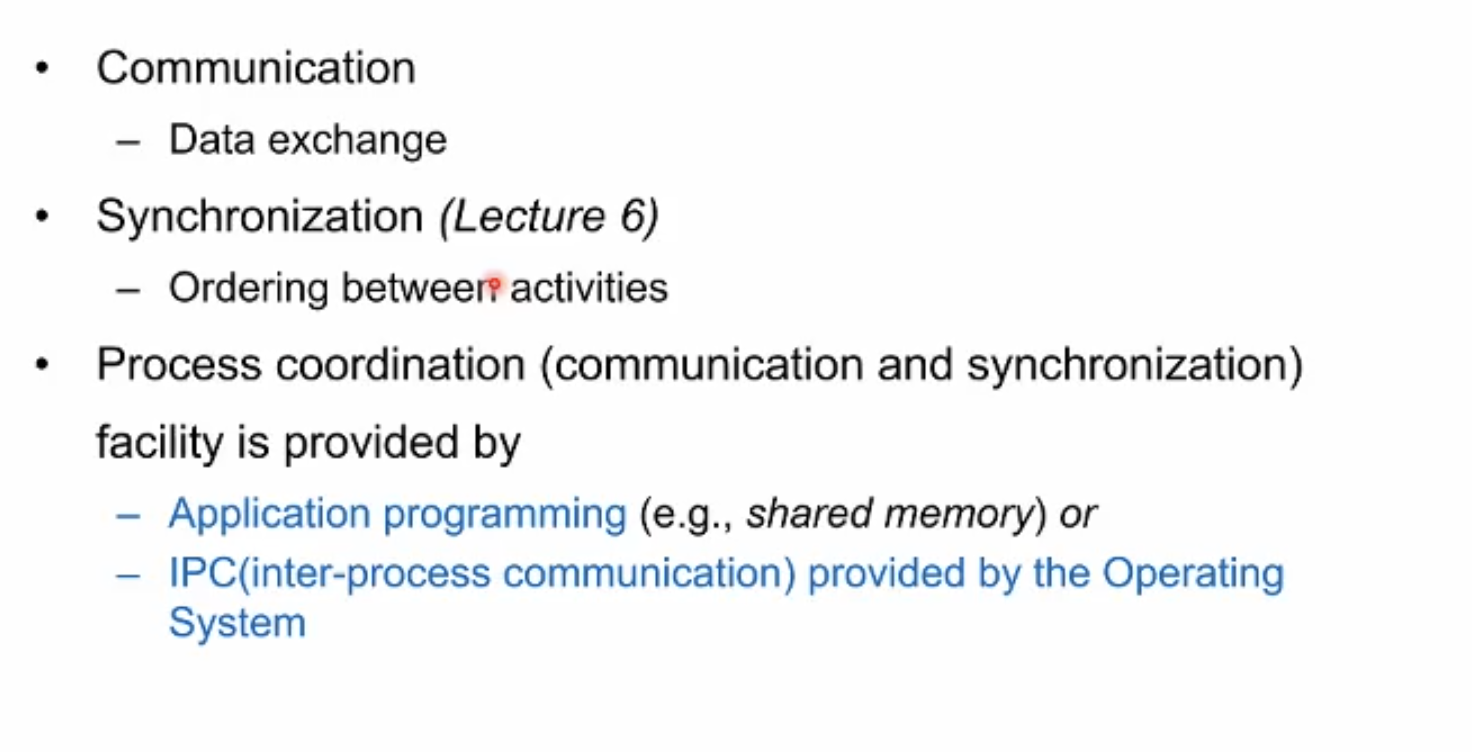 • Communication
– Data exchange
• Synchronization (Lecture 6)
– Ordering between activities
• Process coordination (communication and synchronization)
facility is provided by
– Application programming (e.g., shared memory) or
– IPC(inter-process communication) provided by the Operating
System